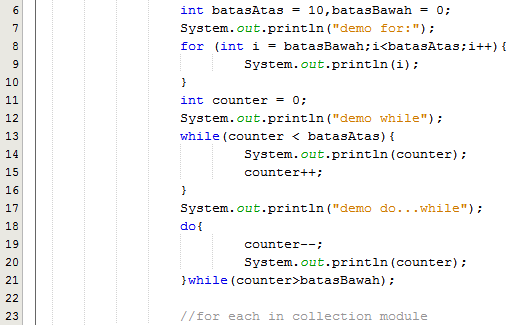 6 int batasAtas = 10,batasBawah = 0;
7 System.out.println("demo for:");
8 for (int i = batasBawah;i<batasAtas;i++){
9 System.out.println(i);
10 }
11 int counter = 0;
12 System.out.println("demo while");
13 while(counter < batasAtas){
14 System.out.println(counter);
15 counter++;
16 }
17 System.out.println("demo do...while");
18 do{
19 counter--;
20 System.out.println(counter);
21 }while(counter>batasBawah);
22
23 //for each in collection module